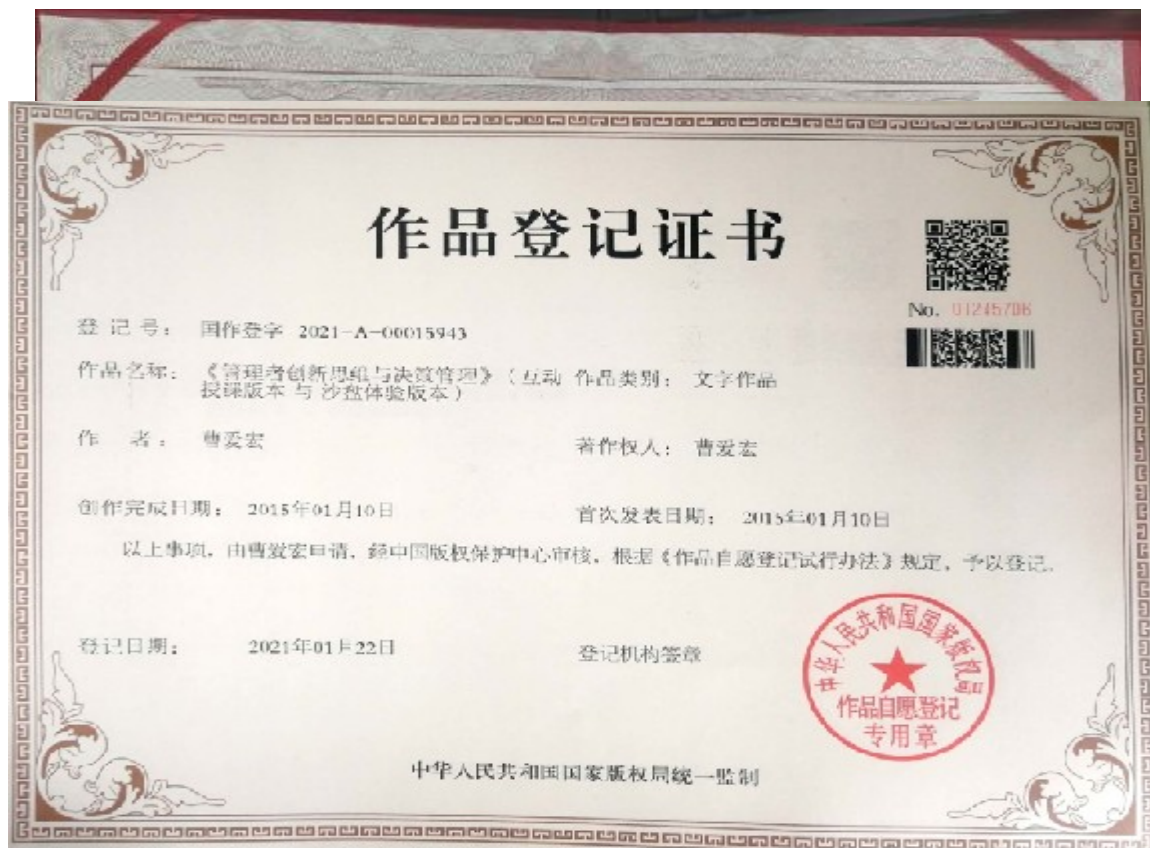 作品登记证书
No. 01245706
登 记 号： 国作登字 2021-A-00015943
作品名称： 《管理者创新思维与决策管理》（互动 作品类别： 文字作品
授课版本 与 沙盘体验版本）
作 者： 曹爱宏 著作权人： 曹爱宏
创作完成日期： 2015年01月10日 首次发表日期： 2015年01月10日
以上事项，由曹爱宏申请，经中国版权保护中心审核，根据《作品自愿登记试行办法》规定，予以登记。
登记日期： 2021年01月22日 登记机构签章
中华人民共和国国家版权局
作品自愿登记
专用章
中华人民共和国国家版权局统一监制